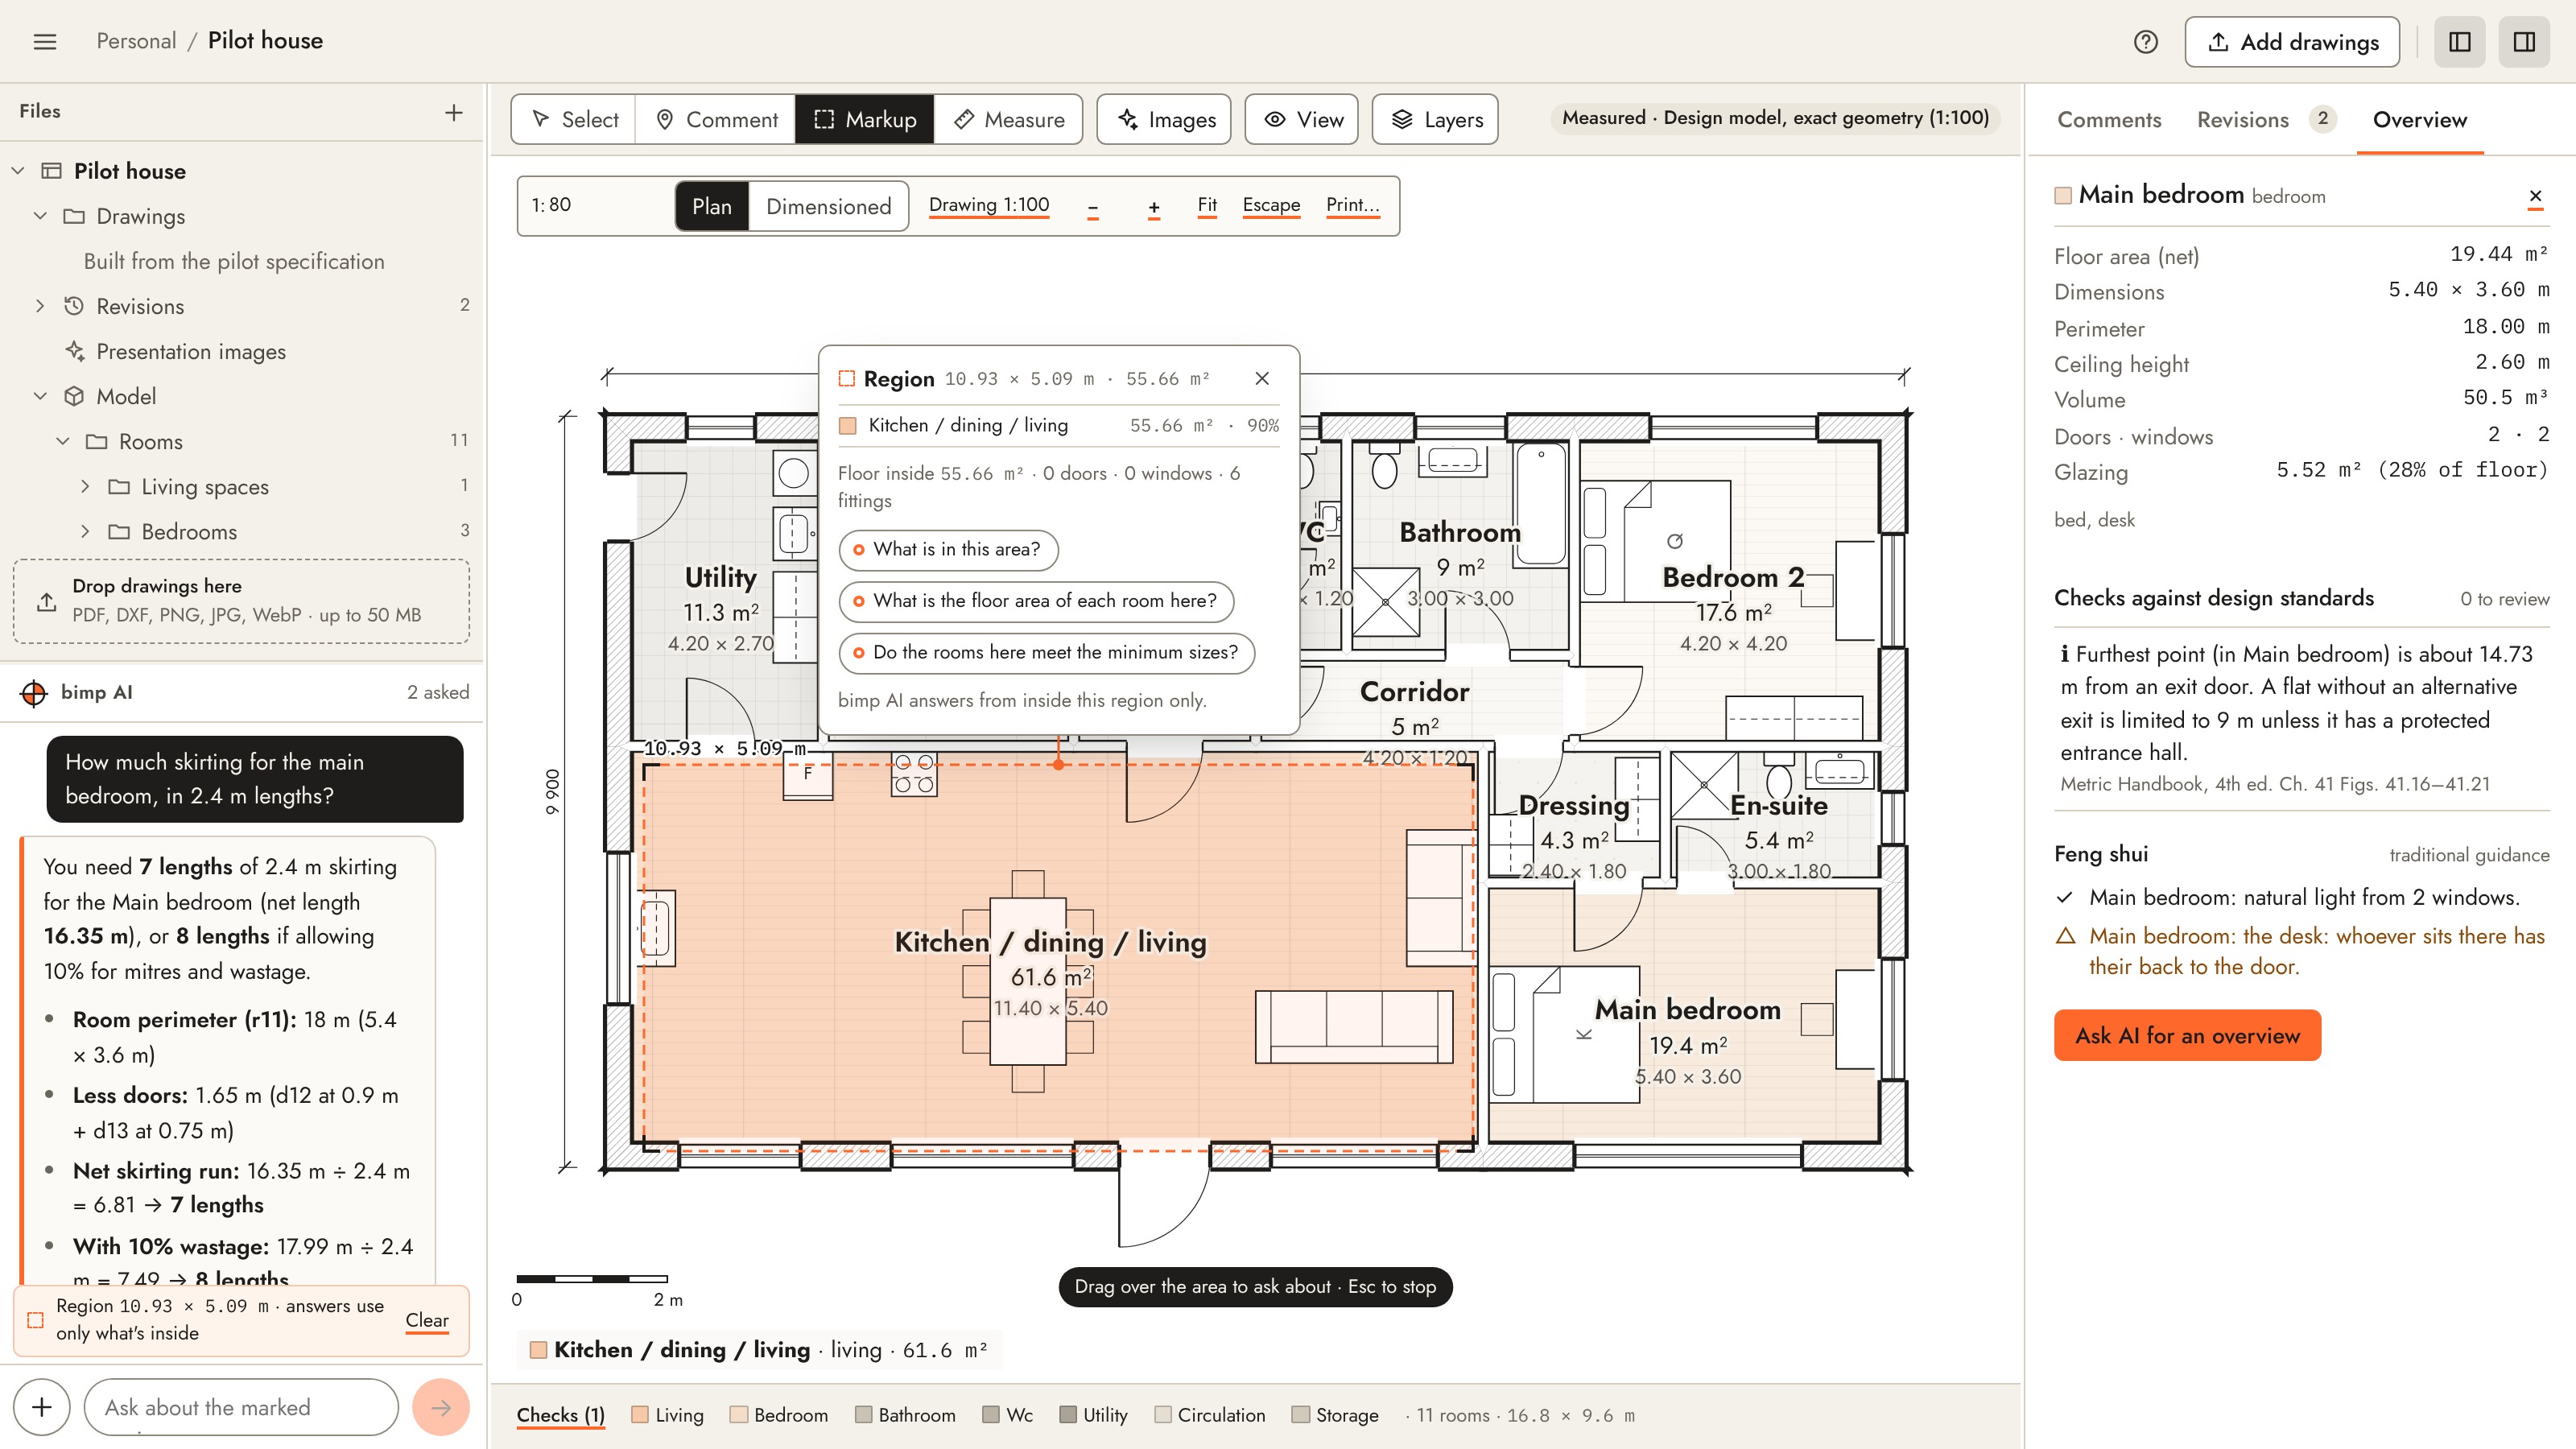 Personal / Pilot house
Add drawings
Files
Pilot house
Drawings
Built from the pilot specification
Revisions 2
Presentation images
Model
Rooms 11
Living spaces 1
Bedrooms 3
Drop drawings here
PDF, DXF, PNG, JPG, WebP · up to 50 MB
bimp AI 2 asked
How much skirting for the main
bedroom, in 2.4 m lengths?
You need 7 lengths of 2.4 m skirting
for the Main bedroom (net length
16.35 m), or 8 lengths if allowing
10% for mitres and wastage.
Room perimeter (r11): 18 m (5.4
× 3.6 m)
Less doors: 1.65 m (d12 at 0.9 m
+ d13 at 0.75 m)
Net skirting run: 16.35 m ÷ 2.4 m
= 6.81 → 7 lengths
With 10% wastage: 17.99 m ÷ 2.4
m = 7.49 → 8 lengths
Region 10.93 × 5.09 m · answers use
only what's inside
Clear
Ask about the marked
Select Comment Markup Measure Images View Layers
Measured · Design model, exact geometry (1:100)
1: 80 Plan Dimensioned Drawing 1:100 – + Fit Escape Print...
Region 10.93 × 5.09 m · 55.66 m²
Kitchen / dining / living 55.66 m² · 90%
Floor inside 55.66 m² · 0 doors · 0 windows · 6
fittings
What is in this area?
What is the floor area of each room here?
Do the rooms here meet the minimum sizes?
bimp AI answers from inside this region only.
9 900
Utility
11.3 m²
4.20 × 2.70
m²
× 1.20
Bathroom
9 m²
3.00 × 3.00
Bedroom 2
17.6 m²
4.20 × 4.20
Corridor
5 m²
4.20 × 1.20
10.93 × 5.09 m
F
Dressing
4.3 m²
2.40 × 1.80
En-suite
5.4 m²
3.00 × 1.80
Kitchen / dining / living
61.6 m²
11.40 × 5.40
Main bedroom
19.4 m²
5.40 × 3.60
Q
K
0 2 m
Drag over the area to ask about · Esc to stop
Kitchen / dining / living · living · 61.6 m²
Checks (1) Living Bedroom Bathroom Wc Utility Circulation Storage · 11 rooms · 16.8 × 9.6 m
Comments Revisions 2 Overview
Main bedroom bedroom
Floor area (net) 19.44 m²
Dimensions 5.40 × 3.60 m
Perimeter 18.00 m
Ceiling height 2.60 m
Volume 50.5 m³
Doors · windows 2 · 2
Glazing 5.52 m² (28% of floor)
bed, desk
Checks against design standards 0 to review
ℹ Furthest point (in Main bedroom) is about 14.73
m from an exit door. A flat without an alternative
exit is limited to 9 m unless it has a protected
entrance hall.
Metric Handbook, 4th ed. Ch. 41 Figs. 41.16–41.21
Feng shui traditional guidance
Main bedroom: natural light from 2 windows.
Main bedroom: the desk: whoever sits there has
their back to the door.
Ask AI for an overview